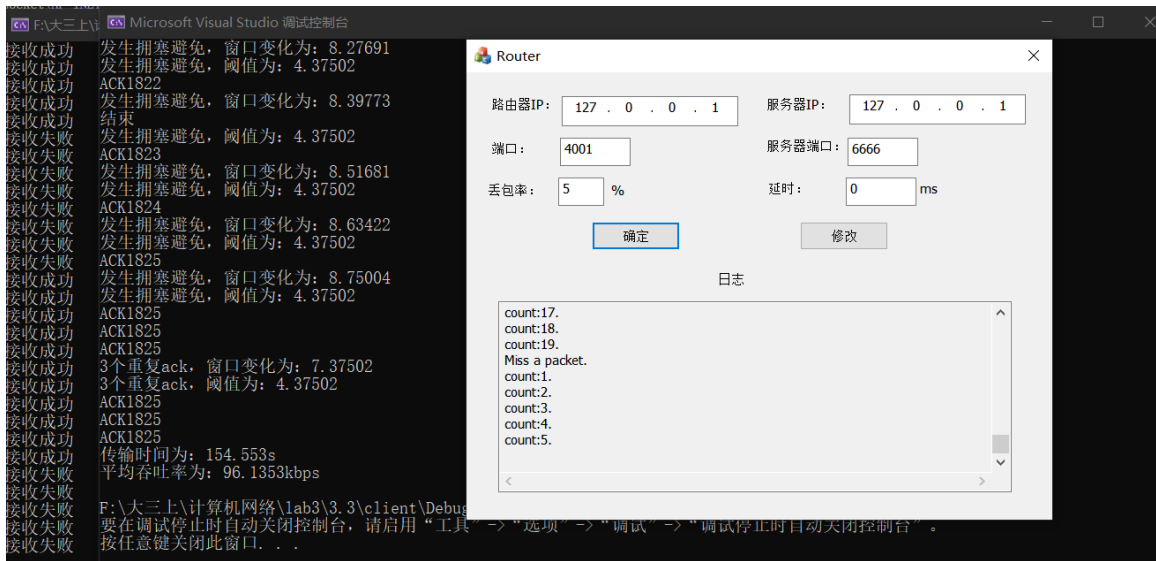 F:\大三上\i
Microsoft Visual Studio 调试控制台
接收成功
接收成功
接收成功
接收成功
接收成功
接收失败
接收失败
接收失败
接收失败
接收失败
接收失败
接收失败
接收成功
接收成功
接收成功
接收成功
接收成功
接收成功
接收成功
接收成功
接收成功
接收成功
接收成功
接收成功
接收失败
接收失败
接收失败
接收失败
接收失败
发生拥塞避免，窗口变化为：8.27691
发生拥塞避免，阈值为：4.37502
ACK1822
发生拥塞避免，窗口变化为：8.39773
结束
发生拥塞避免，阈值为：4.37502
ACK1823
发生拥塞避免，窗口变化为：8.51681
发生拥塞避免，阈值为：4.37502
ACK1824
发生拥塞避免，窗口变化为：8.63422
发生拥塞避免，阈值为：4.37502
ACK1825
发生拥塞避免，窗口变化为：8.75004
发生拥塞避免，阈值为：4.37502
ACK1825
ACK1825
ACK1825
3个重复ack，窗口变化为：7.37502
3个重复ack，阈值为：4.37502
ACK1825
ACK1825
ACK1825
传输时间为：154.553s
平均吞吐率为：96.1353kbps
F:\大三上\计算机网络\lab3\3.3\client\Debug
要在调试停止时自动关闭控制台，请启用“工具”->“选项”->“调试”->“调试停止时自动关闭控制台”。
按任意键关闭此窗口. . .
Router
路由器IP： 127 . 0 . 0 . 1 服务器IP： 127 . 0 . 0 . 1
端口： 4001 服务器端口： 6666
丢包率： 5 % 延时： 0 ms
确定 修改
日志
count:17.
count:18.
count:19.
Miss a packet.
count:1.
count:2.
count:3.
count:4.
count:5.